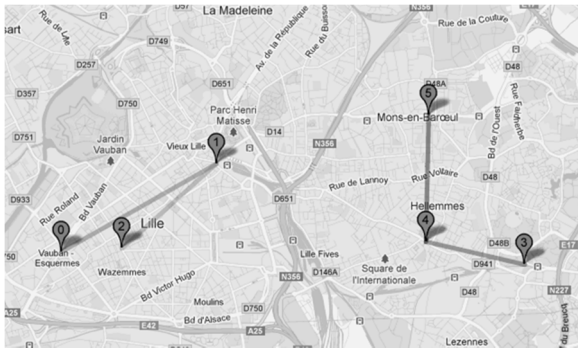 La Madeleine
N356
Rue de la Couture
sart
Rue de Lille
D749
Av. de la République
Rue du Buisson
D48
D257
D651
D48A
5
D357
D750
Parc Henri
Matisse
Mons-en-Barœul
Rue Faidherbe
Bd de l'Ouest
D751
Jardin
Vauban
1
D14
Vieux Lille
N356
Rue Vollaire
D48
D933
Rue Roland
Bd Vauban
Rue de Lannoy
D651
0
2
Lille
Hellemmes
4
3
D48B
E17
Vauban -
Esquermes
Wazemmes
Lille Fives
D941
Bd Victor Hugo
N356
D146A
Square de
l'Internationale
D48
N227
Moulins
D750
A25
Bd d'Alsace
E42
A25
Lezennes